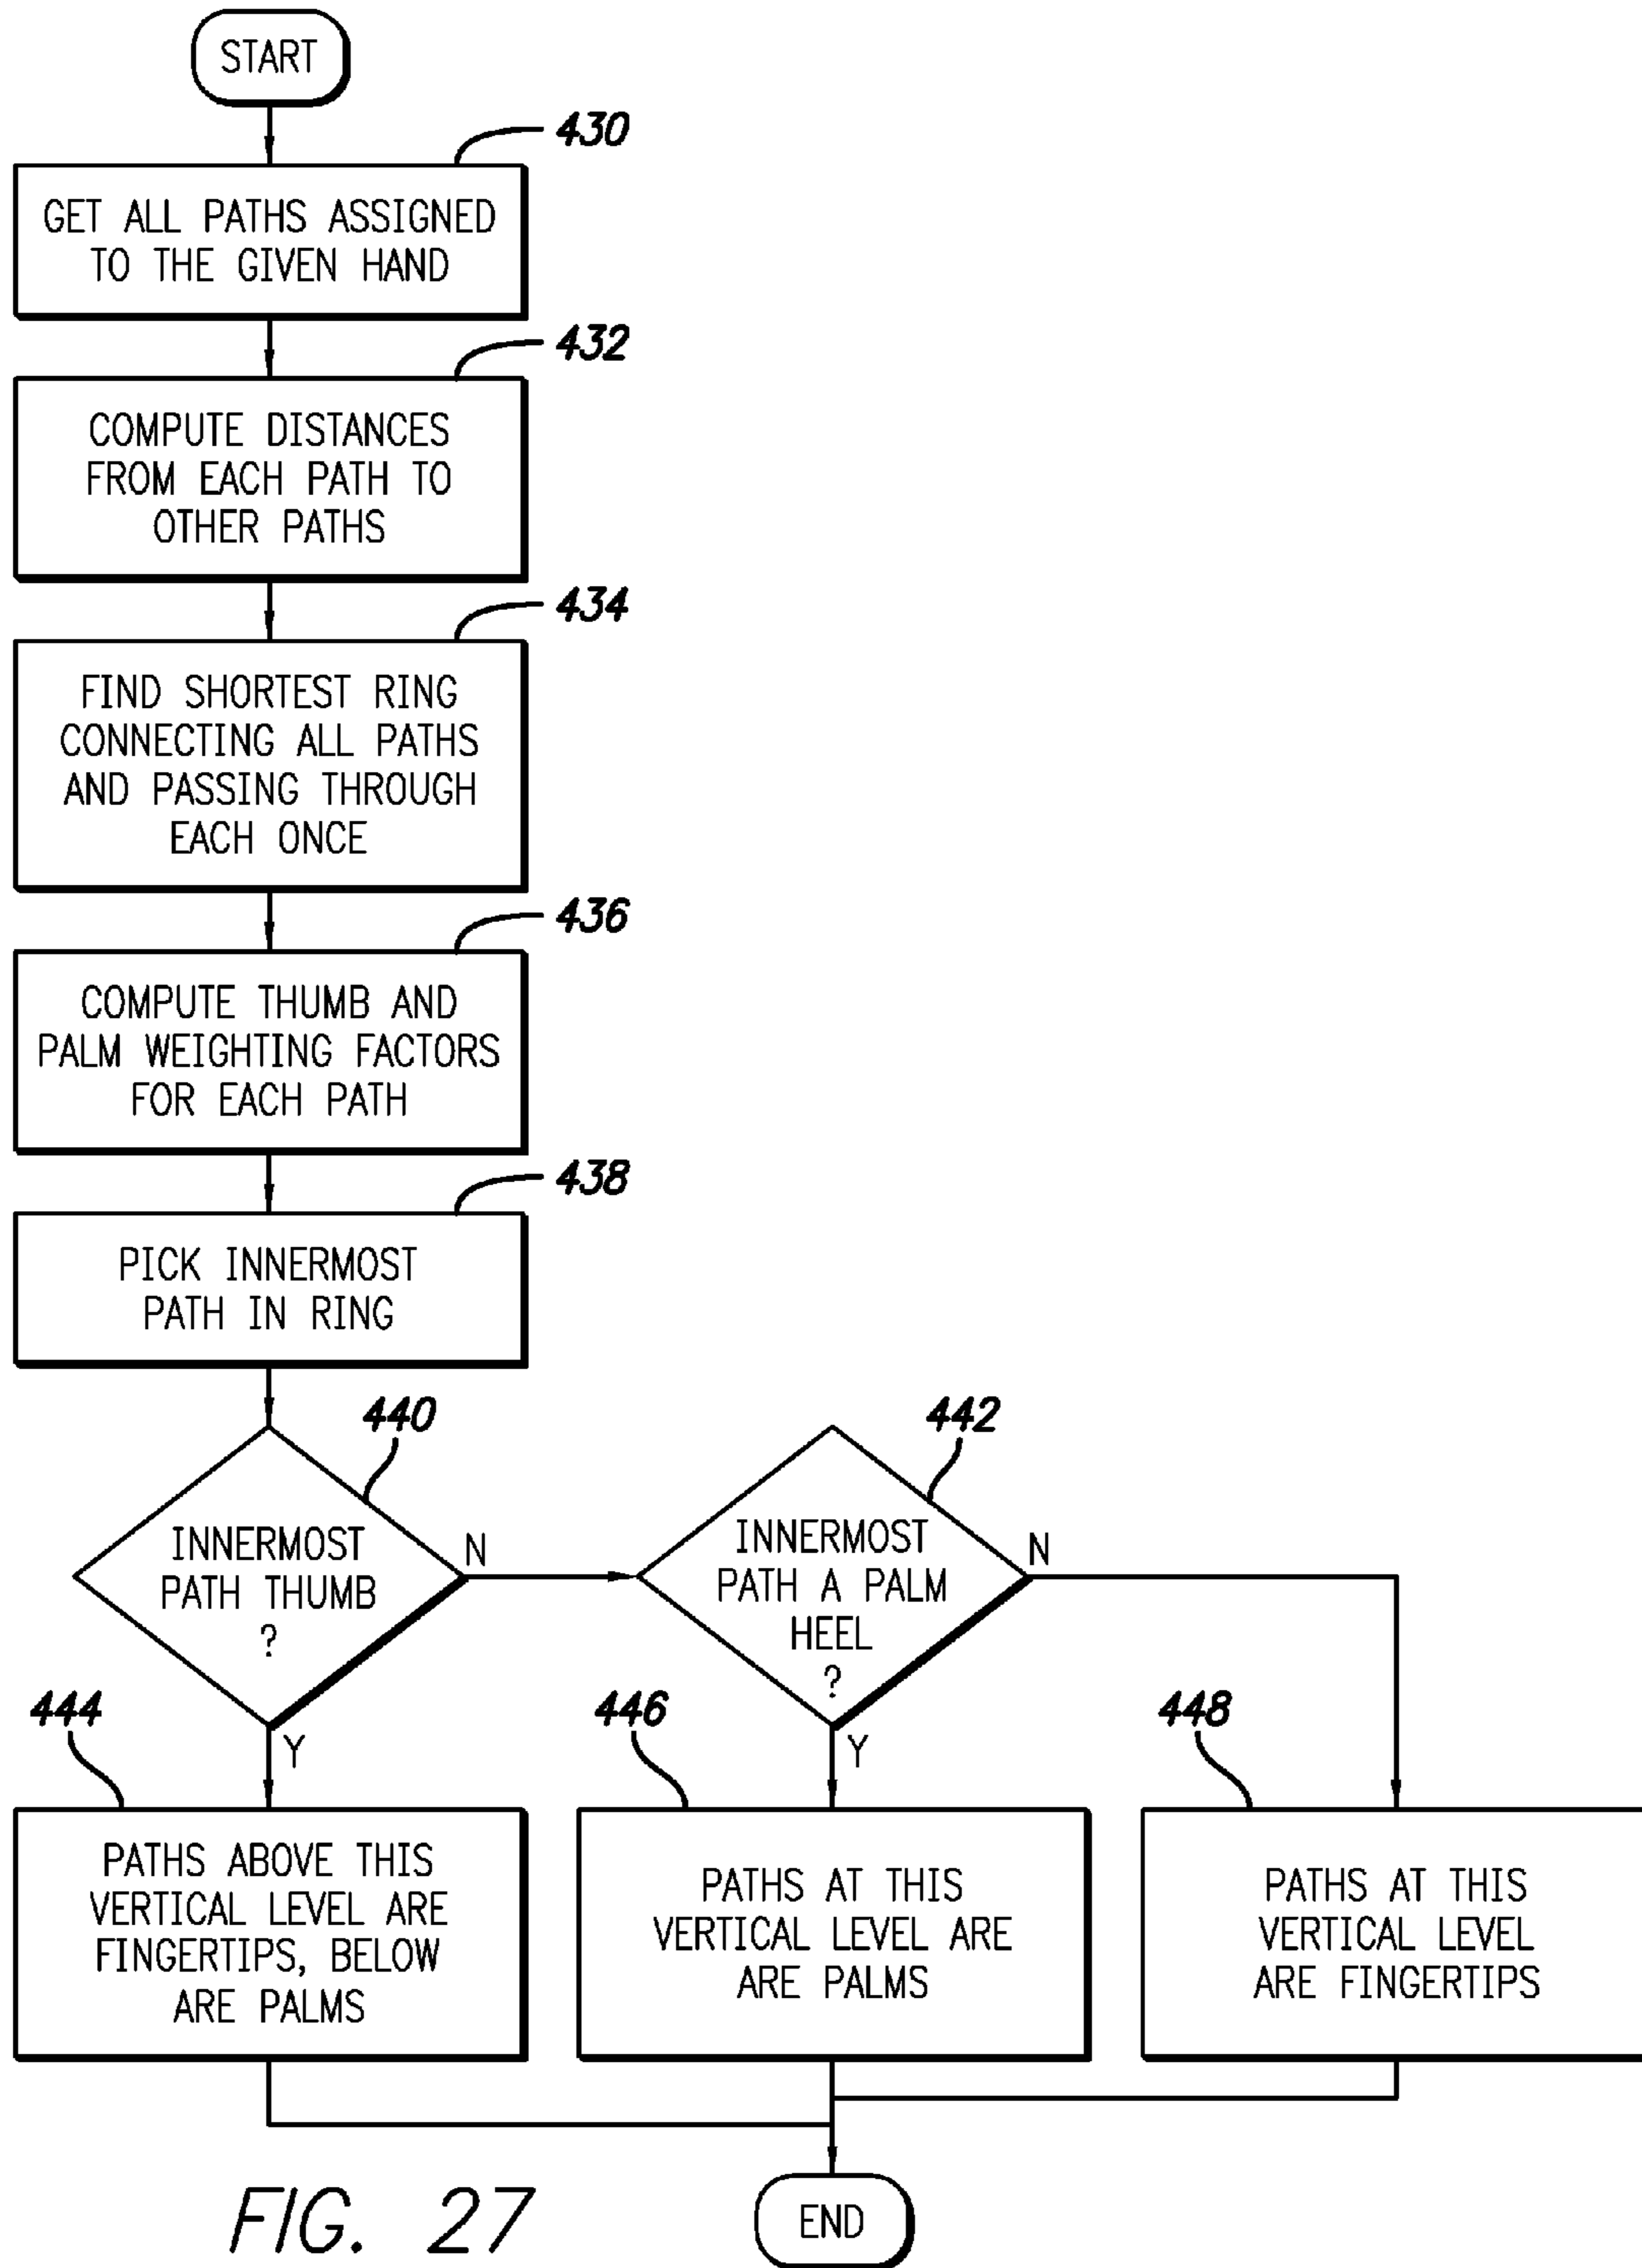 START
430
GET ALL PATHS ASSIGNED
TO THE GIVEN HAND
432
COMPUTE DISTANCES
FROM EACH PATH TO
OTHER PATHS
434
FIND SHORTEST RING
CONNECTING ALL PATHS
AND PASSING THROUGH
EACH ONCE
436
COMPUTE THUMB AND
PALM WEIGHTING FACTORS
FOR EACH PATH
438
PICK INNERMOST
PATH IN RING
440
INNERMOST
PATH THUMB
?
N
Y
442
INNERMOST
PATH A PALM
HEEL
?
N
Y
444
PATHS ABOVE THIS
VERTICAL LEVEL ARE
FINGERTIPS, BELOW
ARE PALMS
446
PATHS AT THIS
VERTICAL LEVEL ARE
ARE PALMS
448
PATHS AT THIS
VERTICAL LEVEL
ARE FINGERTIPS
END
FIG. 27